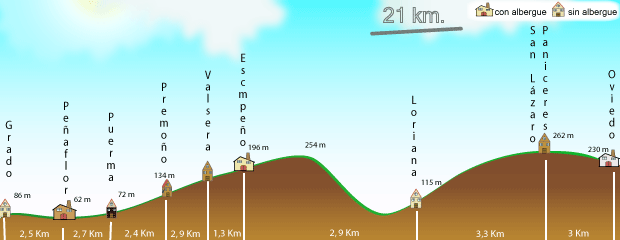 21 km.
con albergue
sin albergue
Grado
Peñaflor
Puerma
Premoño
Valsera
Escmpeño
Loriana
San Lázaro
Paniceres
Oviedo
86 m
62 m
72 m
134 m
196 m
254 m
115 m
262 m
230 m
2,5 Km
2,7 Km
2,4 Km
2,9 Km
1,3 Km
2,9 Km
3,3 Km
3 Km